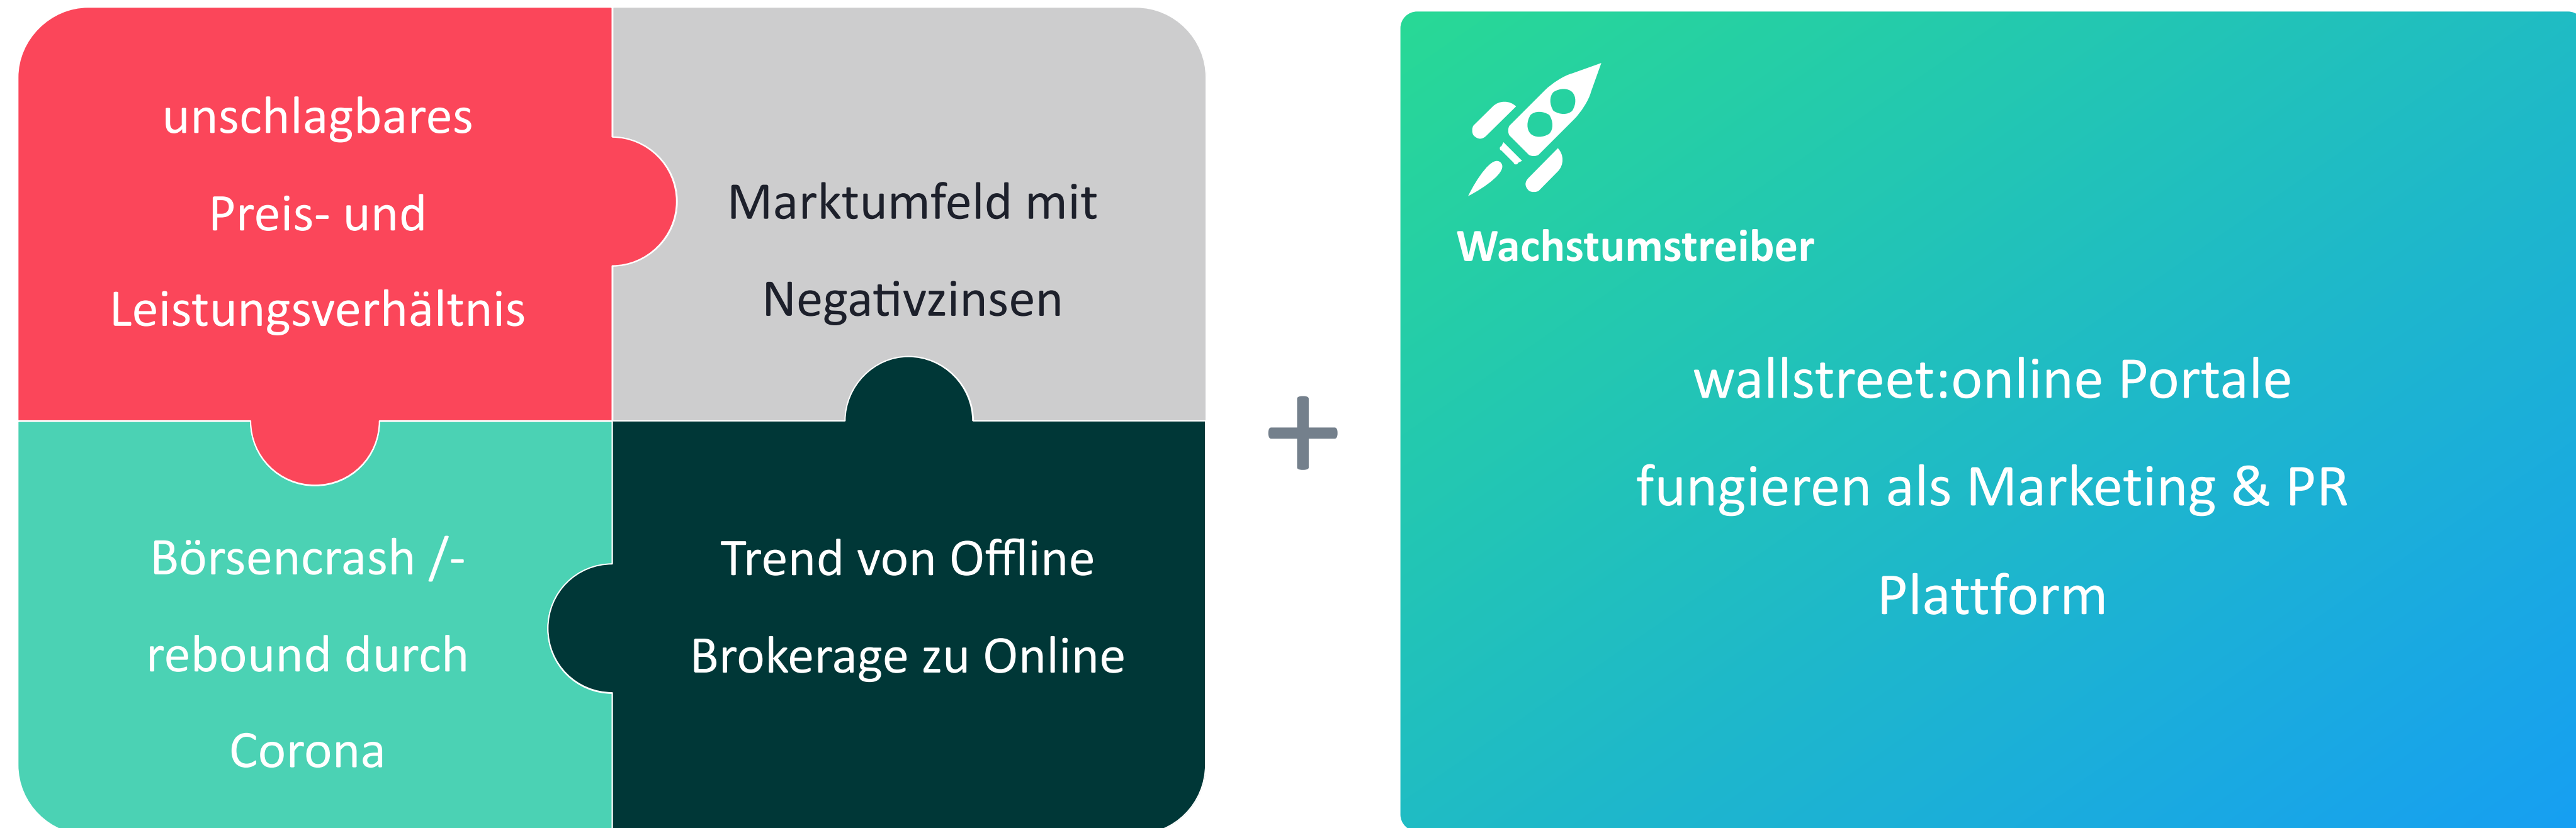 unschlagbares
Preis- und
Leistungsverhältnis
Marktumfeld mit
Negativzinsen
Börsencrash /-
rebound durch
Corona
Trend von Offline
Brokerage zu Online
+
Wachstumstreiber
wallstreet:online Portale
fungieren als Marketing & PR
Plattform